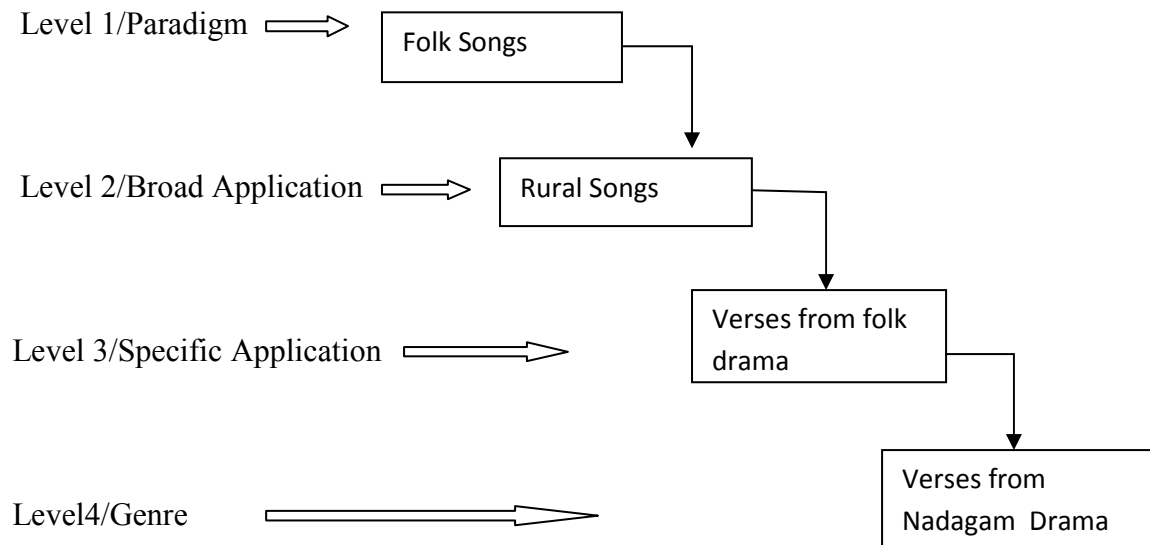 Level 1/Paradigm
Folk Songs
Level 2/Broad Application
Rural Songs
Level 3/Specific Application
Verses from folk
drama
Level4/Genre
Verses from
Nadagam Drama